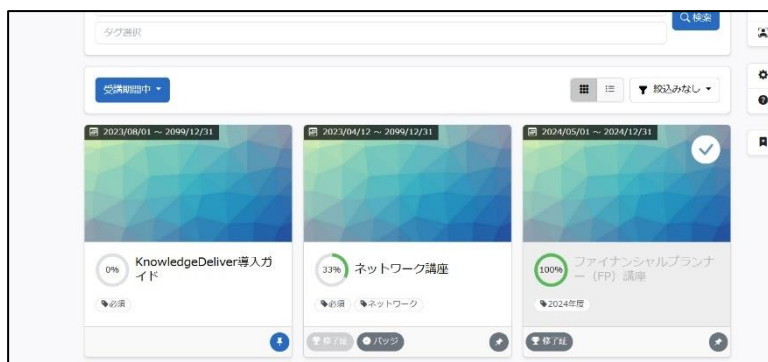 検索
タグ選択
受講期間中
絞込みなし
2023/08/01 ～ 2099/12/31
2023/04/12 ～ 2099/12/31
2024/05/01 ～ 2024/12/31
0%
KnowledgeDeliver導入ガ
イド
33%
ネットワーク講座
100%
ファイナンシャルプランナ
ー（FP）講座
必須
必須
ネットワーク
2024年度
修了証
バッジ
修了証